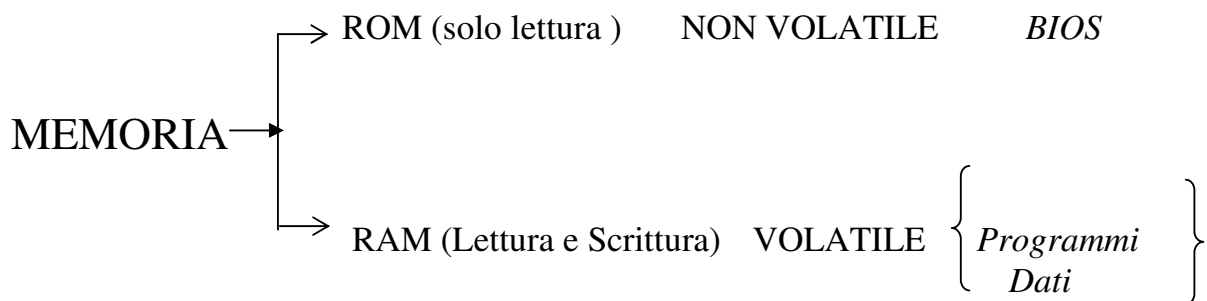 ROM (solo lettura ) NON VOLATILE BIOS
MEMORIA
RAM (Lettura e Scrittura) VOLATILE Programmi
Dati